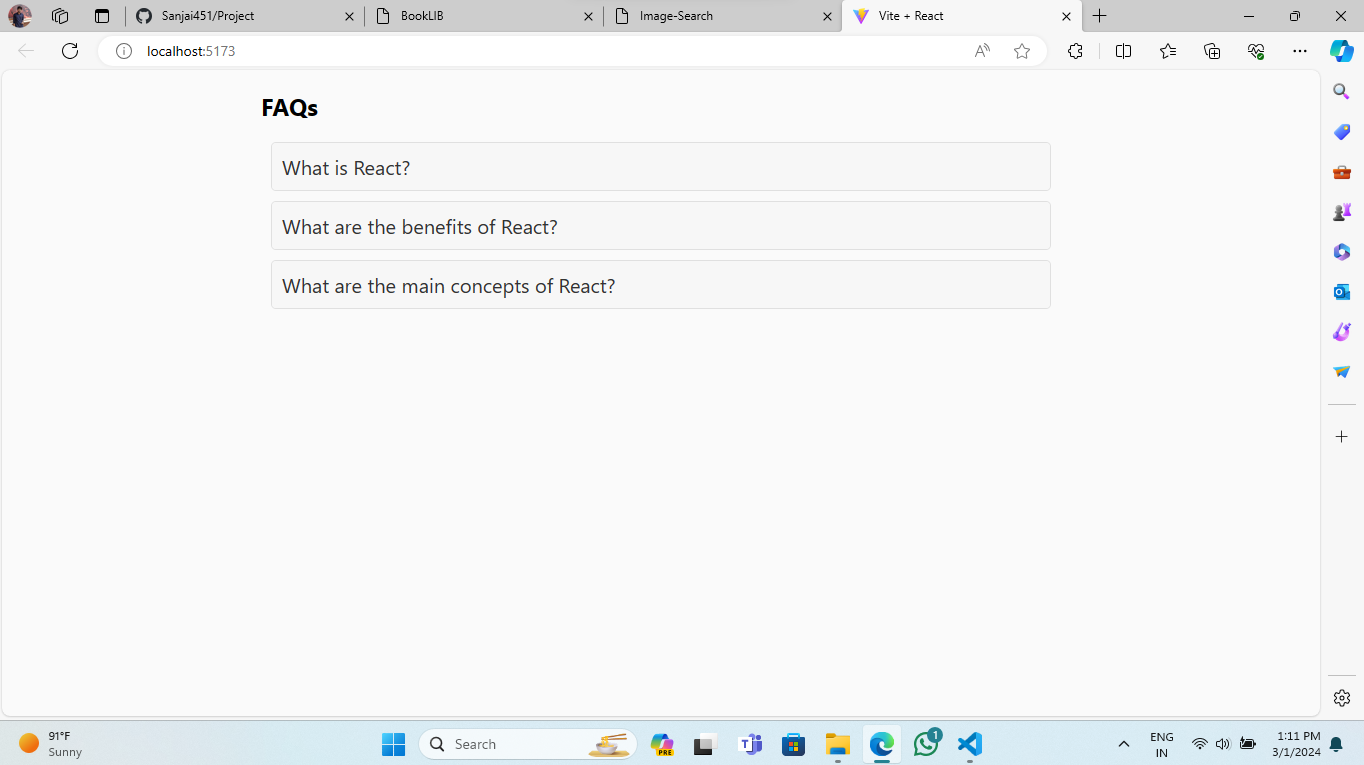 Sanjai451/Project
BookLIB
Image-Search
Vite + React
localhost:5173
FAQs
What is React?
What are the benefits of React?
What are the main concepts of React?
91°F
Sunny
Search
PRE
1
ENG
IN
1:11 PM
3/1/2024